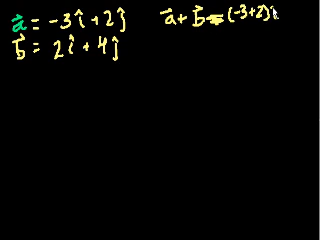 a⃗ = -3î + 2ĵ
b⃗ = 2î + 4ĵ
a⃗ + b⃗ = (-3+2)î